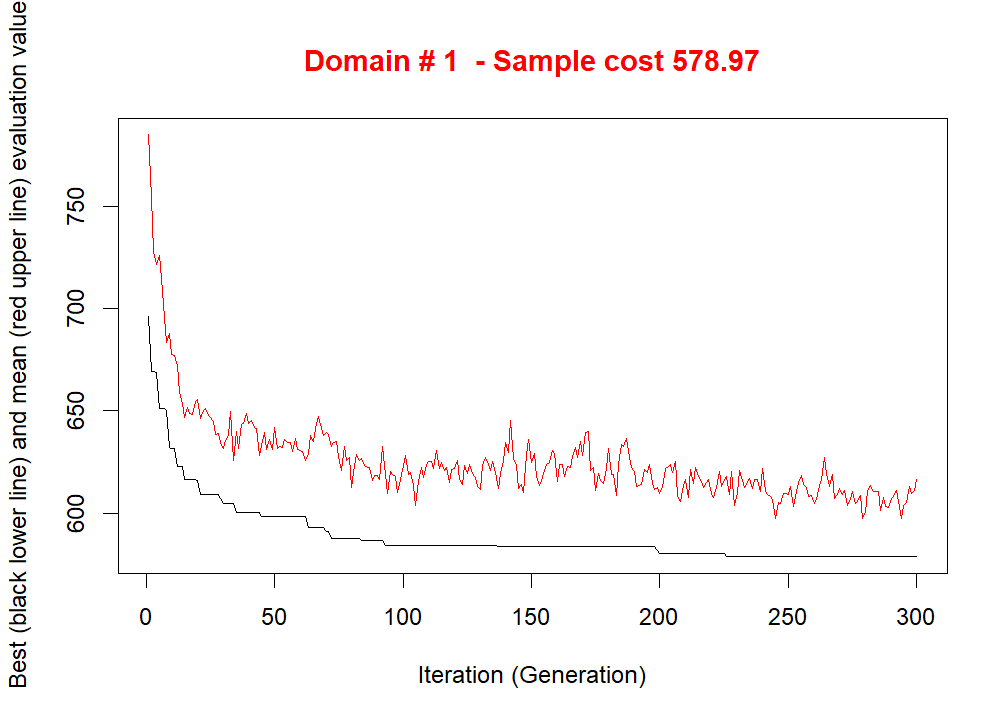 Domain # 1  - Sample cost 578.97
Best (black lower line) and mean (red upper line) evaluation value
750
700
650
600
0 50 100 150 200 250 300
Iteration (Generation)